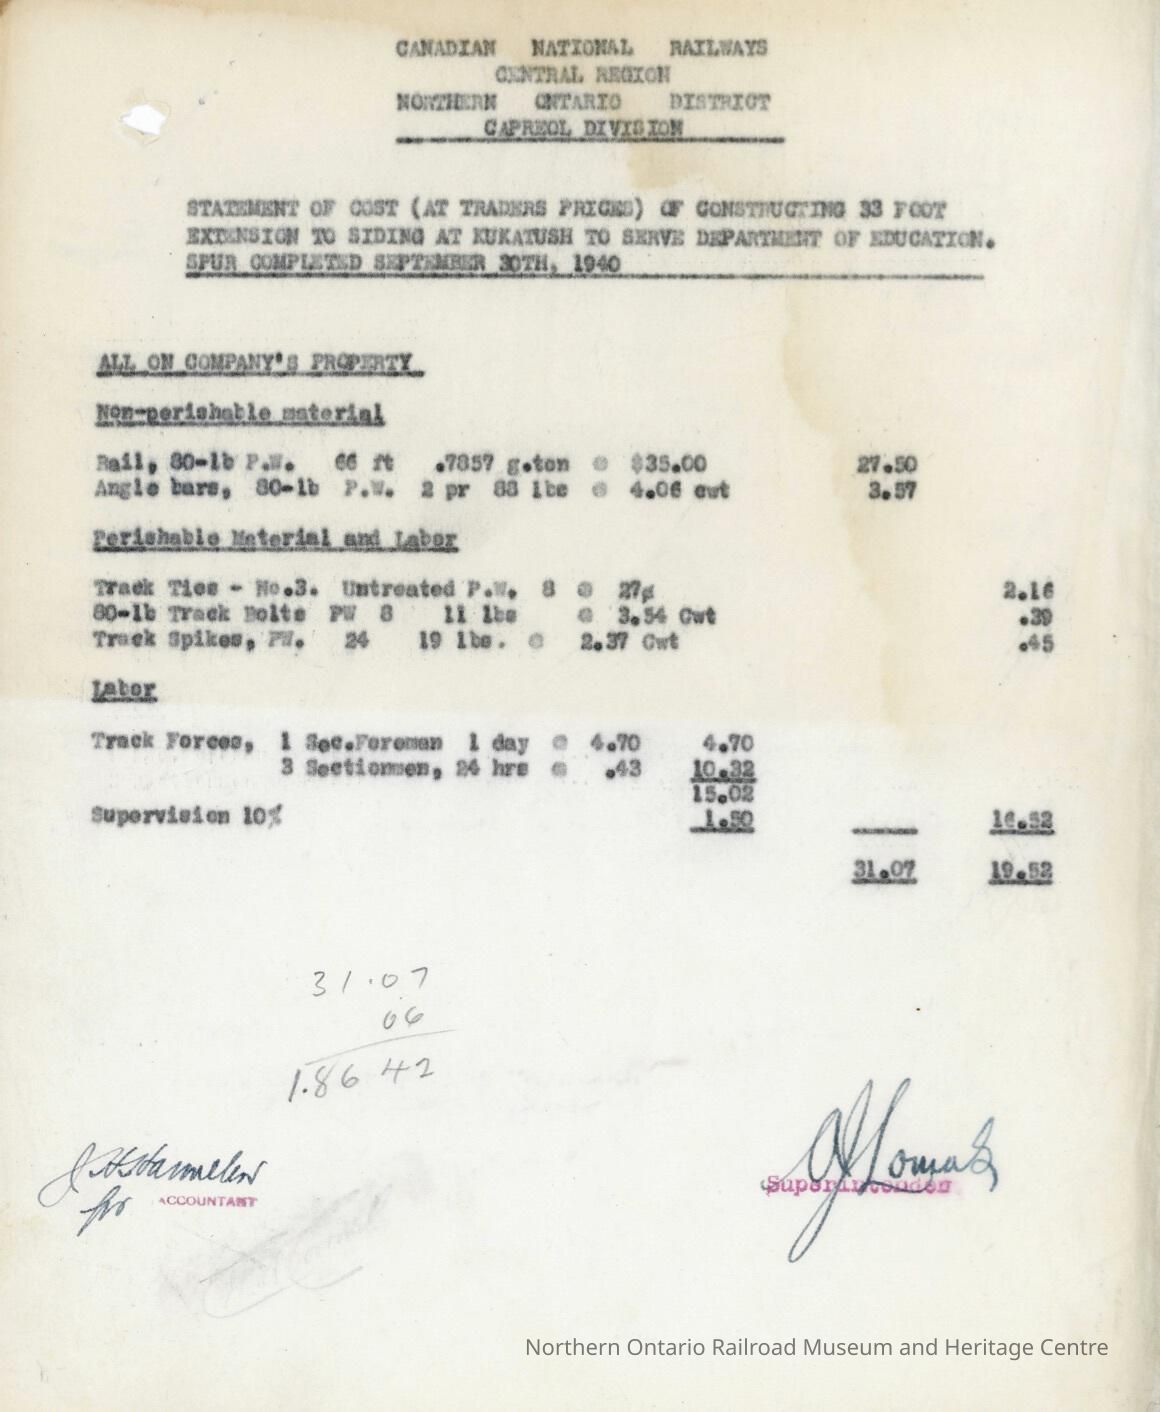 CANADIAN NATIONAL RAILWAYS
CENTRAL REGION
NORTHERN ONTARIO DISTRICT
CAPREOL DIVISION
STATEMENT OF COST (AT TRADERS PRICES) OF CONSTRUCTING 33 FOOT
EXTENSION TO SIDING AT KUKATUSH TO SERVE DEPARTMENT OF EDUCATION.
SPUR COMPLETED SEPTEMBER 30TH, 1940
ALL ON COMPANY'S PROPERTY
Non-perishable material
Rail, 80-lb P.W. 66 ft .7857 g.ton @ $35.00 27.50
Angle bars, 80-lb P.W. 2 pr 88 lbs @ 4.06 cwt 3.57
Perishable Material and Labor
Track Ties - No.3. Untreated P.W. 8 @ 27¢ 2.16
80-lb Track Bolts PW 8 11 lbs @ 3.54 Cwt .39
Track Spikes, PW. 24 19 lbs. @ 2.37 Cwt .45
Labor
Track Forces, 1 Sec.Foreman 1 day @ 4.70 4.70
3 Sectionmen, 24 hrs @ .43 10.32
15.02
Supervision 10% 1.50 16.52
31.07 19.52
31.07
06
1.8642
for ACCOUNTANT
Superintendent
Northern Ontario Railroad Museum and Heritage Centre